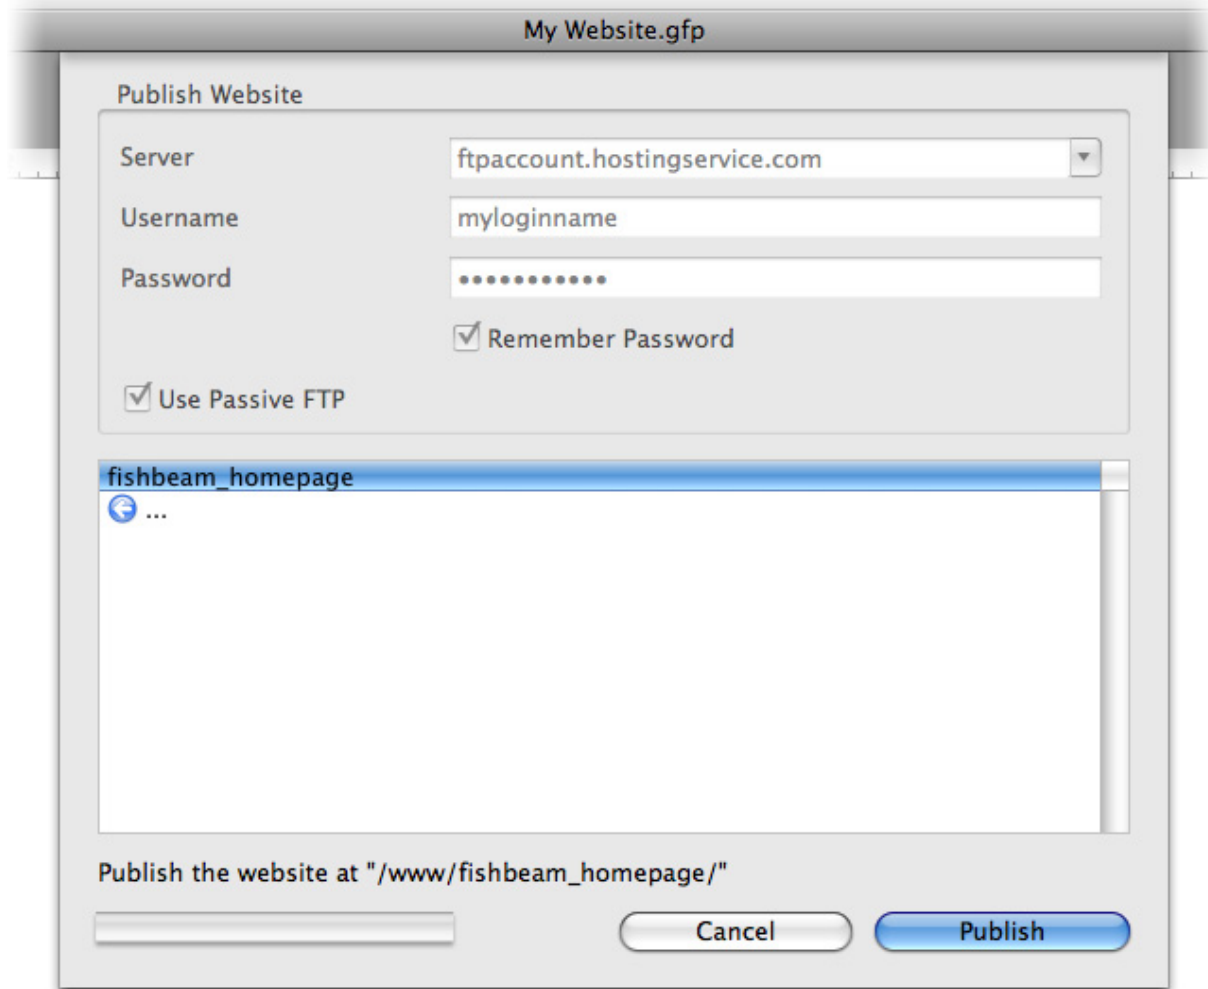 My Website.gfp
Publish Website
Server ftpaccount.hostingservice.com
Username myloginname
Password •••••••••••
Remember Password
Use Passive FTP
fishbeam_homepage
...
Publish the website at "/www/fishbeam_homepage/"
Cancel Publish